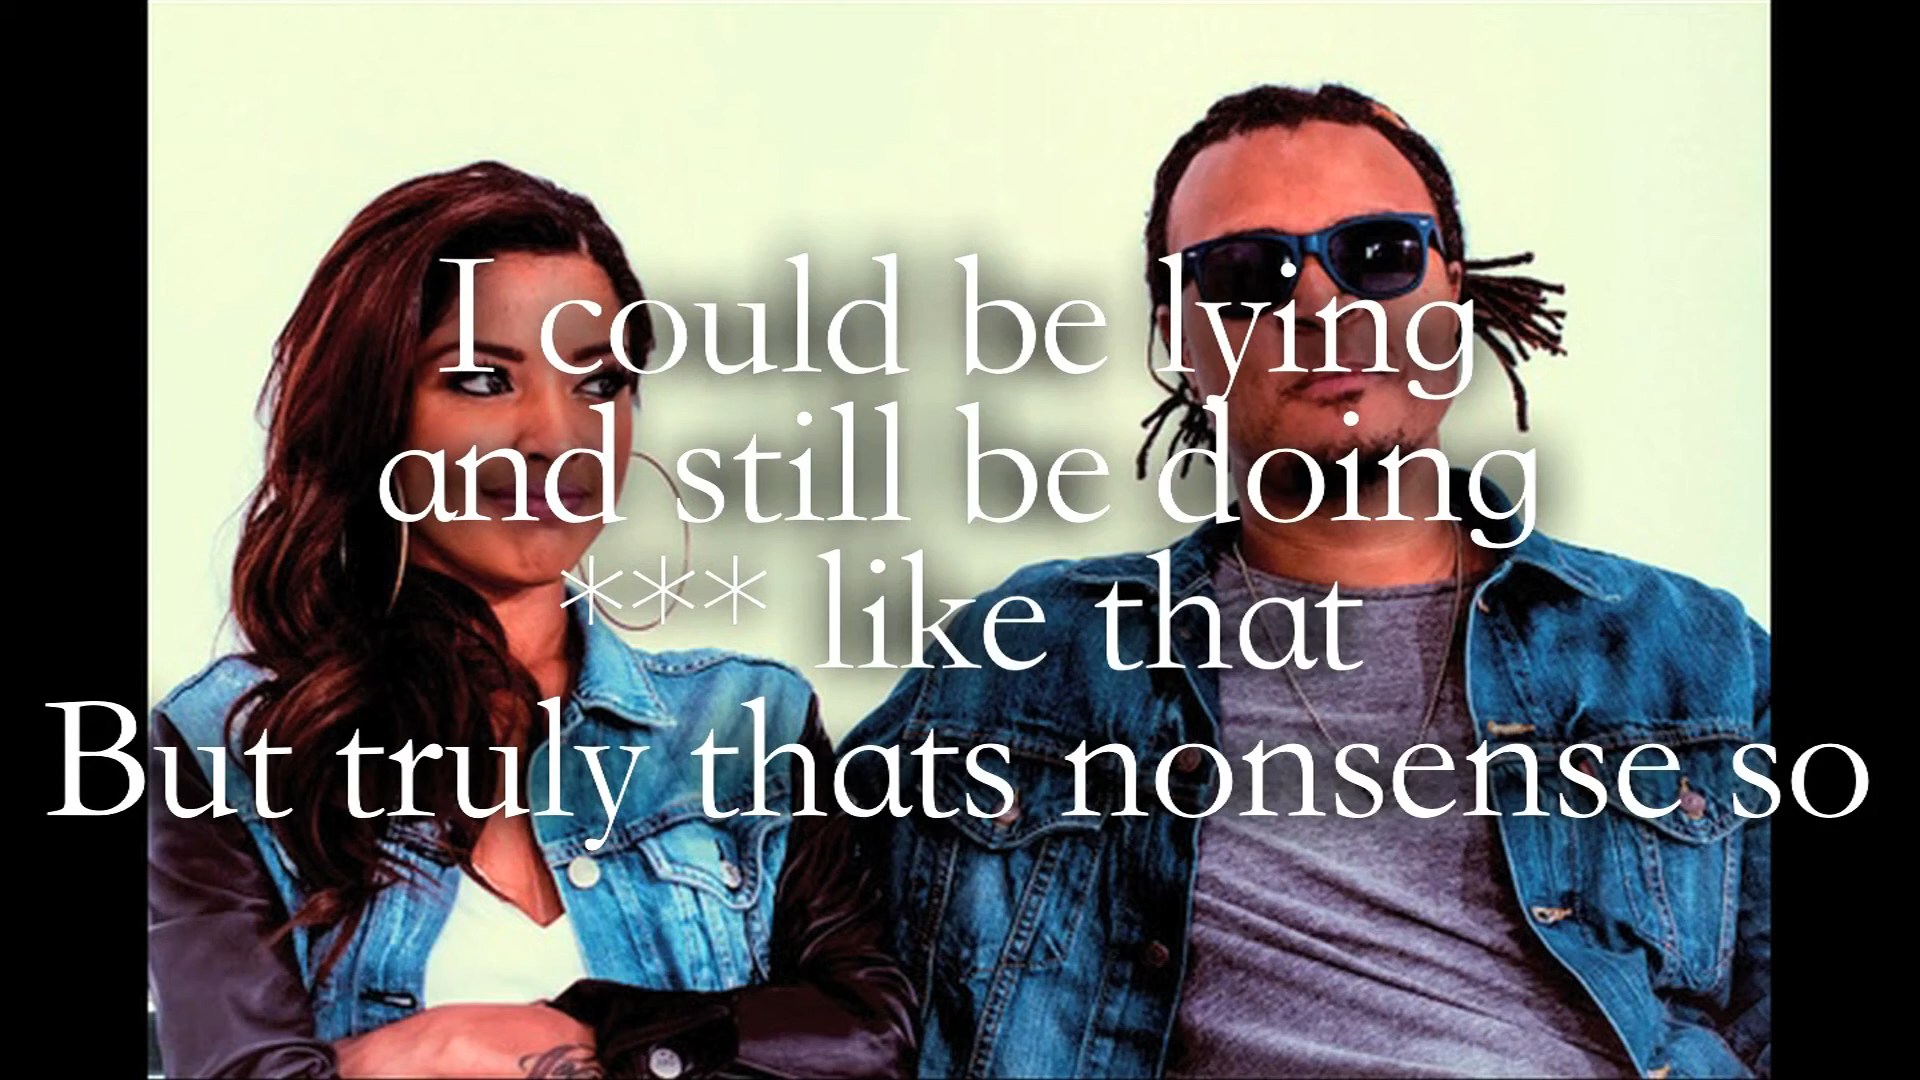 I could be lying
and still be doing
*** like that
But truly thats nonsense so